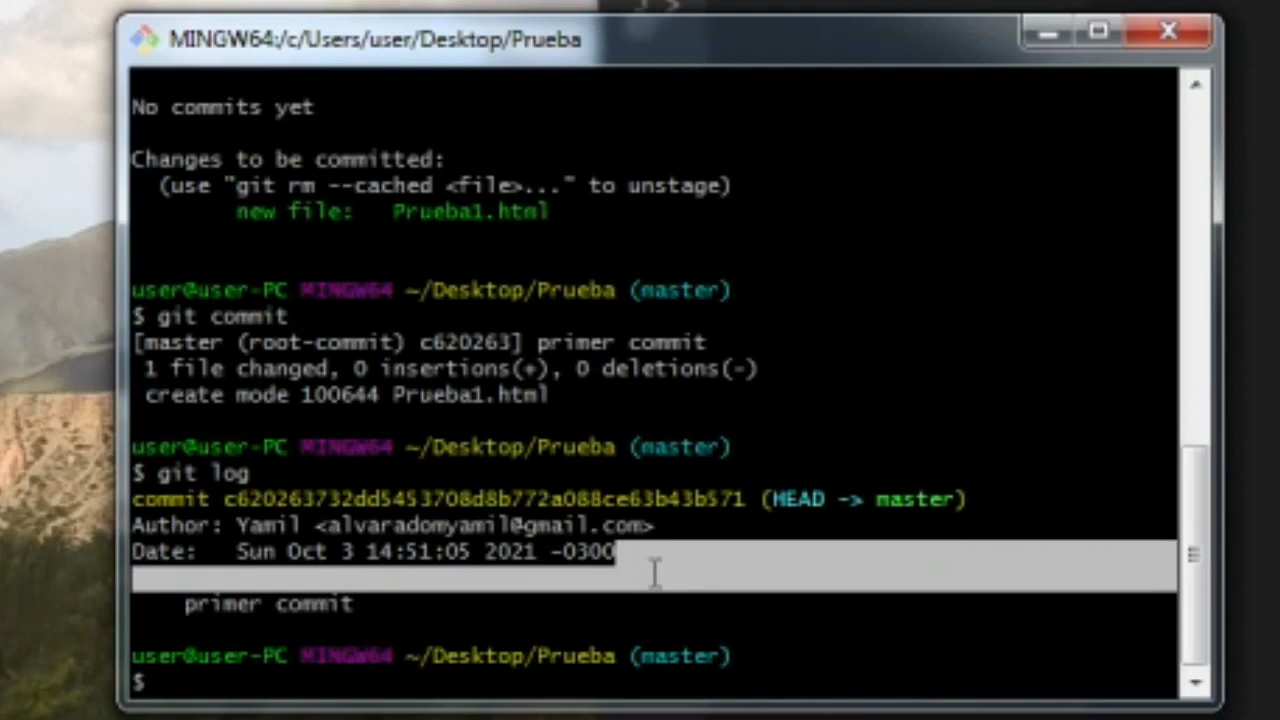 MINGW64:/c/Users/user/Desktop/Prueba
No commits yet
Changes to be committed:
(use "git rm --cached <file>..." to unstage)
new file:   Prueba1.html
user@user-PC MINGW64 ~/Desktop/Prueba (master)
$ git commit
[master (root-commit) c620263] primer commit
1 file changed, 0 insertions(+), 0 deletions(-)
create mode 100644 Prueba1.html
user@user-PC MINGW64 ~/Desktop/Prueba (master)
$ git log
commit c620263732dd5453708d8b772a088ce63b43b571 (HEAD -> master)
Author: Yamil <alvaradomyamil@gmail.com>
Date:   Sun Oct 3 14:51:05 2021 -0300
primer commit
user@user-PC MINGW64 ~/Desktop/Prueba (master)
$